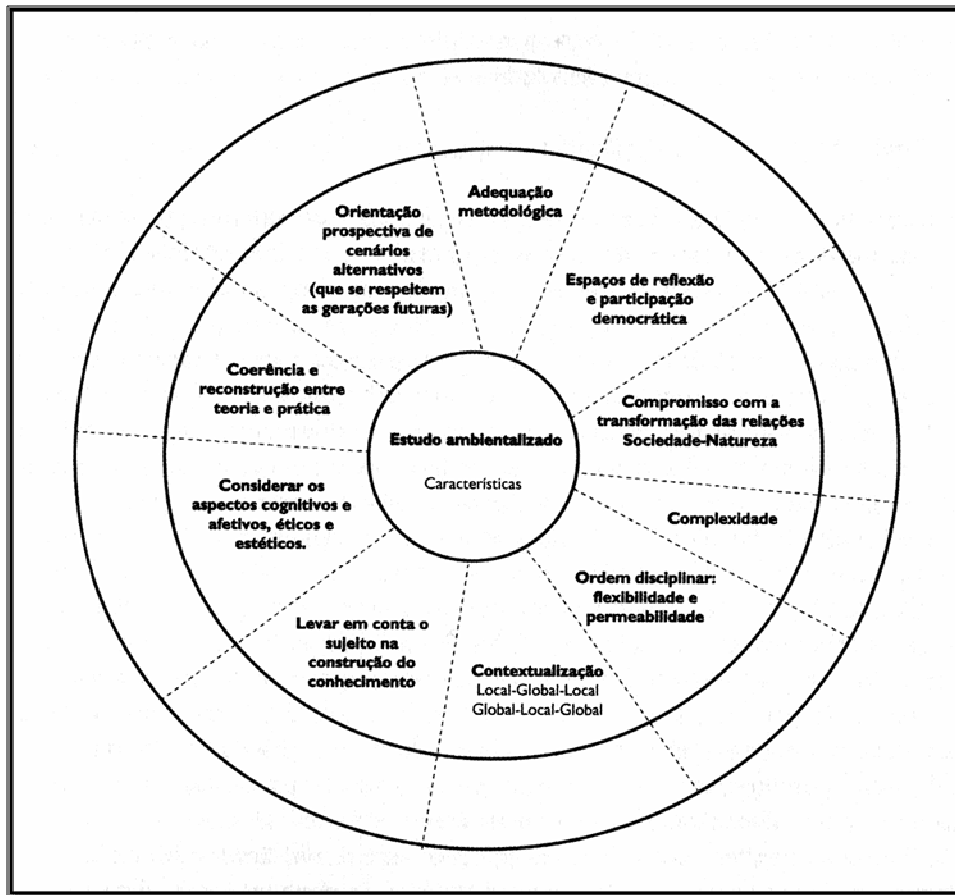 Adequação
metodológica
Orientação
prospectiva de
cenários
alternativos
(que se respeitem
as gerações futuras)
Espaços de reflexão
e participação
democrática
Coerência e
reconstrução entre
teoria e prática
Compromisso com a
transformação das relações
Sociedade-Natureza
Estudo ambientalizado
Características
Considerar os
aspectos cognitivos e
afetivos, éticos e
estéticos.
Complexidade
Ordem disciplinar:
flexibilidade e
permeabilidade
Levar em conta o
sujeito na
construção do
conhecimento
Contextualização
Local-Global-Local
Global-Local-Global